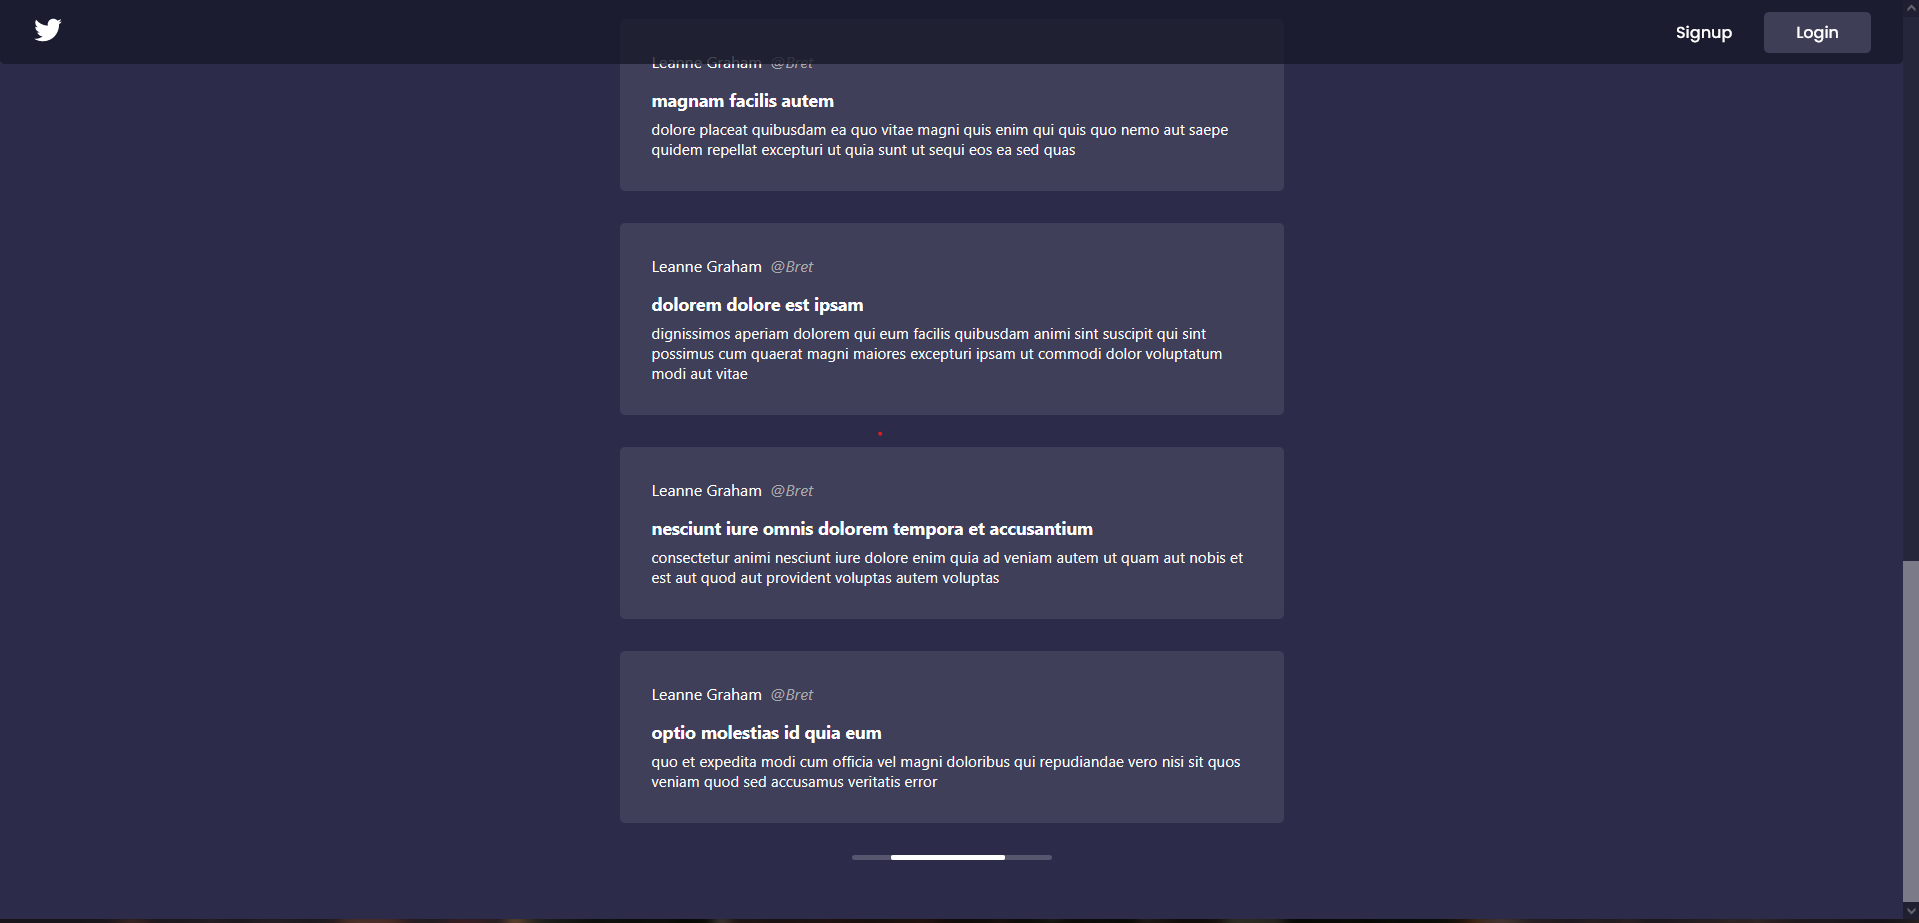 Signup
Login
Leanne Graham @Bret
magnam facilis autem
dolore placeat quibusdam ea quo vitae magni quis enim qui quis quo nemo aut saepe
quidem repellat excepturi ut quia sunt ut sequi eos ea sed quas
Leanne Graham @Bret
dolorem dolore est ipsam
dignissimos aperiam dolorem qui eum facilis quibusdam animi sint suscipit qui sint
possimus cum quaerat magni maiores excepturi ipsam ut commodi dolor voluptatum
modi aut vitae
Leanne Graham @Bret
nesciunt iure omnis dolorem tempora et accusantium
consectetur animi nesciunt iure dolore enim quia ad veniam autem ut quam aut nobis et
est aut quod aut provident voluptas autem voluptas
Leanne Graham @Bret
optio molestias id quia eum
quo et expedita modi cum officia vel magni doloribus qui repudiandae vero nisi sit quos
veniam quod sed accusamus veritatis error